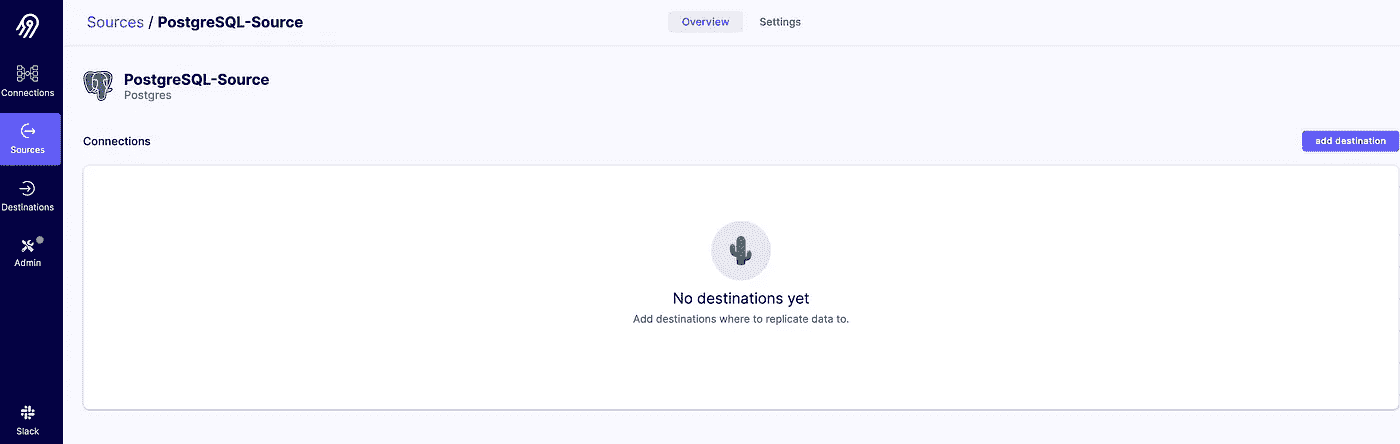 Sources / PostgreSQL-Source
Overview
Settings
Connections
Sources
Destinations
Admin
Slack
PostgreSQL-Source
Postgres
Connections
add destination
No destinations yet
Add destinations where to replicate data to.